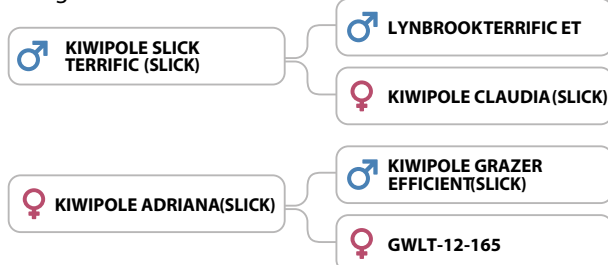 KIWIPOLE SLICK
TERRIFIC (SLICK)
LYNBROOKTERRIFIC ET
KIWIPOLE CLAUDIA(SLICK)
KIWIPOLE ADRIANA(SLICK)
KIWIPOLE GRAZER
EFFICIENT(SLICK)
GWLT-12-165